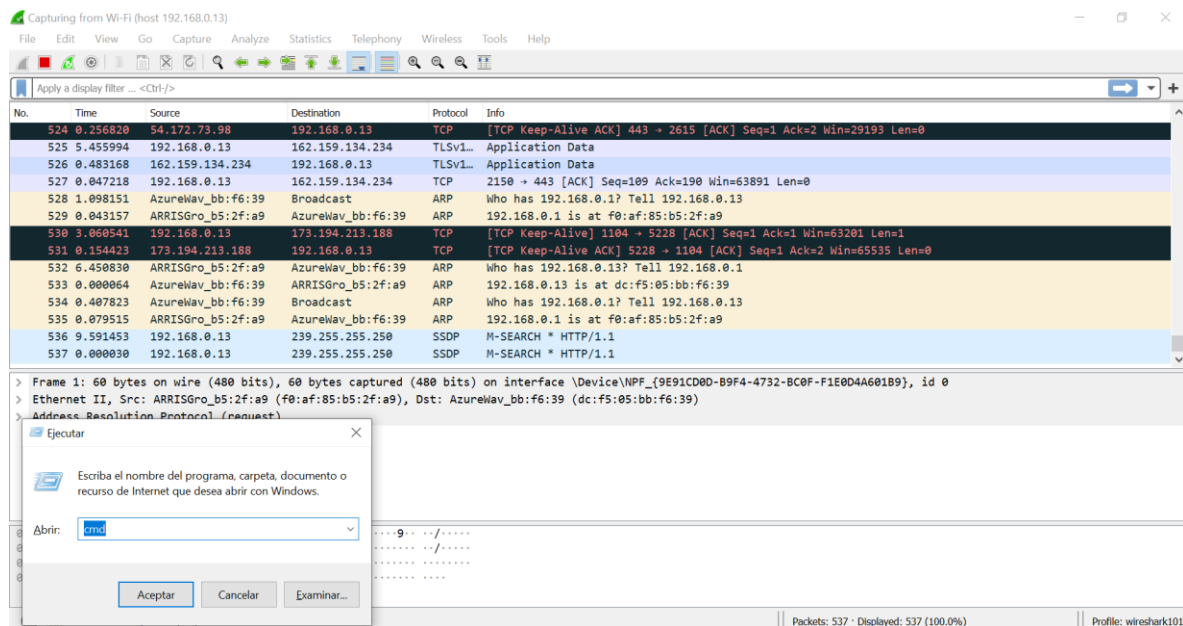 Capturing from Wi-Fi (host 192.168.0.13)
File Edit View Go Capture Analyze Statistics Telephony Wireless Tools Help
Apply a display filter ... <Ctrl-/>
No. Time Source Destination Protocol Info
524 0.256820 54.172.73.98 192.168.0.13 TCP [TCP Keep-Alive ACK] 443 → 2615 [ACK] Seq=1 Ack=2 Win=29193 Len=0
525 5.455994 192.168.0.13 162.159.134.234 TLSv1… Application Data
526 0.483168 162.159.134.234 192.168.0.13 TLSv1… Application Data
527 0.047218 192.168.0.13 162.159.134.234 TCP 2150 → 443 [ACK] Seq=109 Ack=190 Win=63891 Len=0
528 1.098151 AzureWav_bb:f6:39 Broadcast ARP Who has 192.168.0.1? Tell 192.168.0.13
529 0.043157 ARRISGro_b5:2f:a9 AzureWav_bb:f6:39 ARP 192.168.0.1 is at f0:af:85:b5:2f:a9
530 3.060541 192.168.0.13 173.194.213.188 TCP [TCP Keep-Alive] 1104 → 5228 [ACK] Seq=1 Ack=1 Win=63201 Len=1
531 0.154423 173.194.213.188 192.168.0.13 TCP [TCP Keep-Alive ACK] 5228 → 1104 [ACK] Seq=1 Ack=2 Win=65535 Len=0
532 6.450830 ARRISGro_b5:2f:a9 AzureWav_bb:f6:39 ARP Who has 192.168.0.13? Tell 192.168.0.1
533 0.000064 AzureWav_bb:f6:39 ARRISGro_b5:2f:a9 ARP 192.168.0.13 is at dc:f5:05:bb:f6:39
534 0.407823 AzureWav_bb:f6:39 Broadcast ARP Who has 192.168.0.1? Tell 192.168.0.13
535 0.079515 ARRISGro_b5:2f:a9 AzureWav_bb:f6:39 ARP 192.168.0.1 is at f0:af:85:b5:2f:a9
536 9.591453 192.168.0.13 239.255.255.250 SSDP M-SEARCH * HTTP/1.1
537 0.000030 192.168.0.13 239.255.255.250 SSDP M-SEARCH * HTTP/1.1
> Frame 1: 60 bytes on wire (480 bits), 60 bytes captured (480 bits) on interface \Device\NPF_{9E91CD0D-B9F4-4732-BC0F-F1E0D4A601B9}, id 0
> Ethernet II, Src: ARRISGro_b5:2f:a9 (f0:af:85:b5:2f:a9), Dst: AzureWav_bb:f6:39 (dc:f5:05:bb:f6:39)
> Address Resolution Protocol (request)
Ejecutar
Escriba el nombre del programa, carpeta, documento o
recurso de Internet que desea abrir con Windows.
Abrir: cmd
Aceptar Cancelar Examinar...
····9·· ··/·····
······· ··/·····
······· ········
······· ····
Packets: 537 · Displayed: 537 (100.0%) Profile: wireshark101